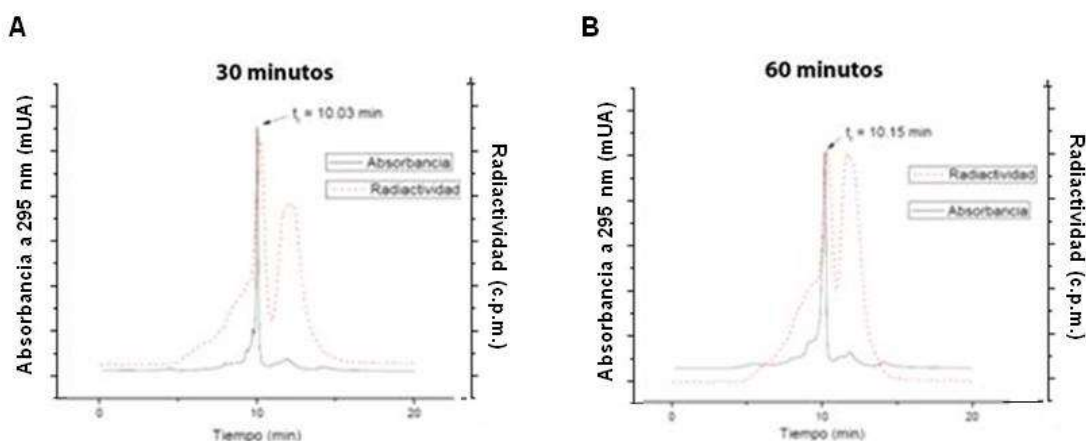 A
30 minutos
Absorbancia a 295 nm (mUA)
tr = 10.03 min
Absorbancia
Radiactividad
Radiactividad (c.p.m.)
0
10
20
Tiempo (min)
B
60 minutos
Absorbancia a 295 nm (mUA)
tr = 10.15 min
Radiactividad
Absorbancia
Radiactividad (c.p.m.)
0
10
20
Tiempo (min)